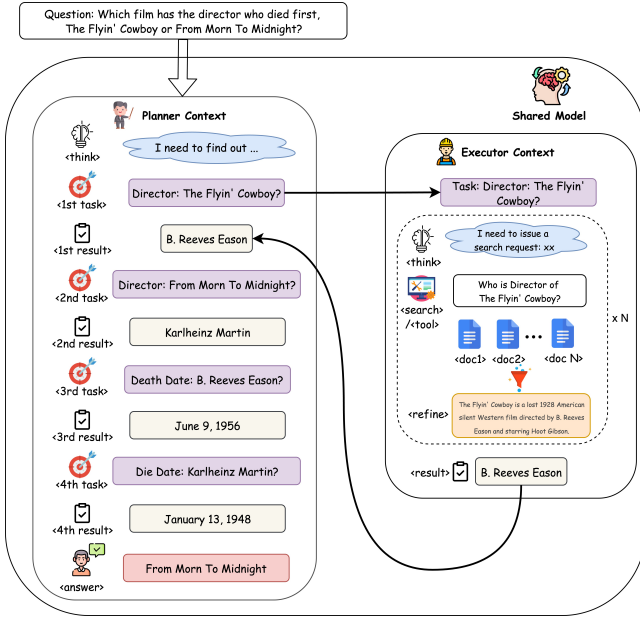 Question: Which film has the director who died first,
The Flyin' Cowboy or From Morn To Midnight?
Shared Model
Planner Context
<think>
I need to find out ...
<1st task>
Director: The Flyin' Cowboy?
<1st result>
B. Reeves Eason
<2nd task>
Director: From Morn To Midnight?
<2nd result>
Karlheinz Martin
<3rd task>
Death Date: B. Reeves Eason?
<3rd result>
June 9, 1956
<4th task>
Die Date: Karlheinz Martin?
<4th result>
January 13, 1948
<answer>
From Morn To Midnight
Executor Context
Task: Director: The Flyin'
Cowboy?
<think>
I need to issue a
search request: xx
<search>
/<tool>
Who is Director of
The Flyin' Cowboy?
<doc1>
<doc2>
<doc N>
x N
<refine>
The Flyin' Cowboy is a lost 1928 American
silent Western film directed by B. Reeves
Eason and starring Hoot Gibson.
<result>
B. Reeves Eason